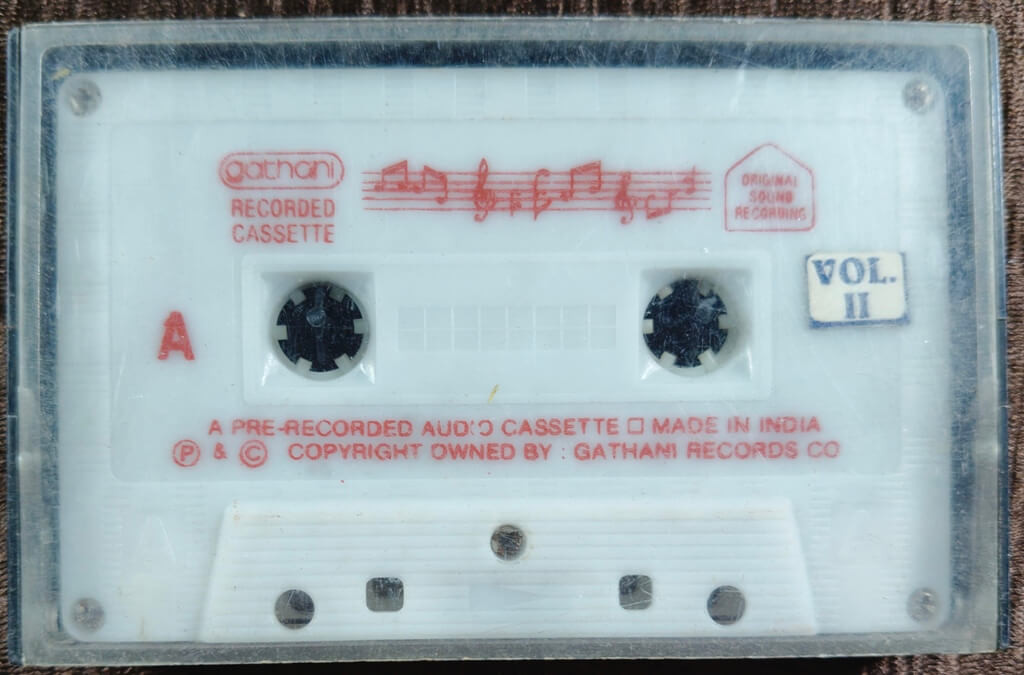 gathani
RECORDED
CASSETTE
ORIGINAL
SOUND
RECORDING
VOL.
II
A
A PRE-RECORDED AUDIO CASSETTE □ MADE IN INDIA
Ⓟ & © COPYRIGHT OWNED BY : GATHANI RECORDS CO